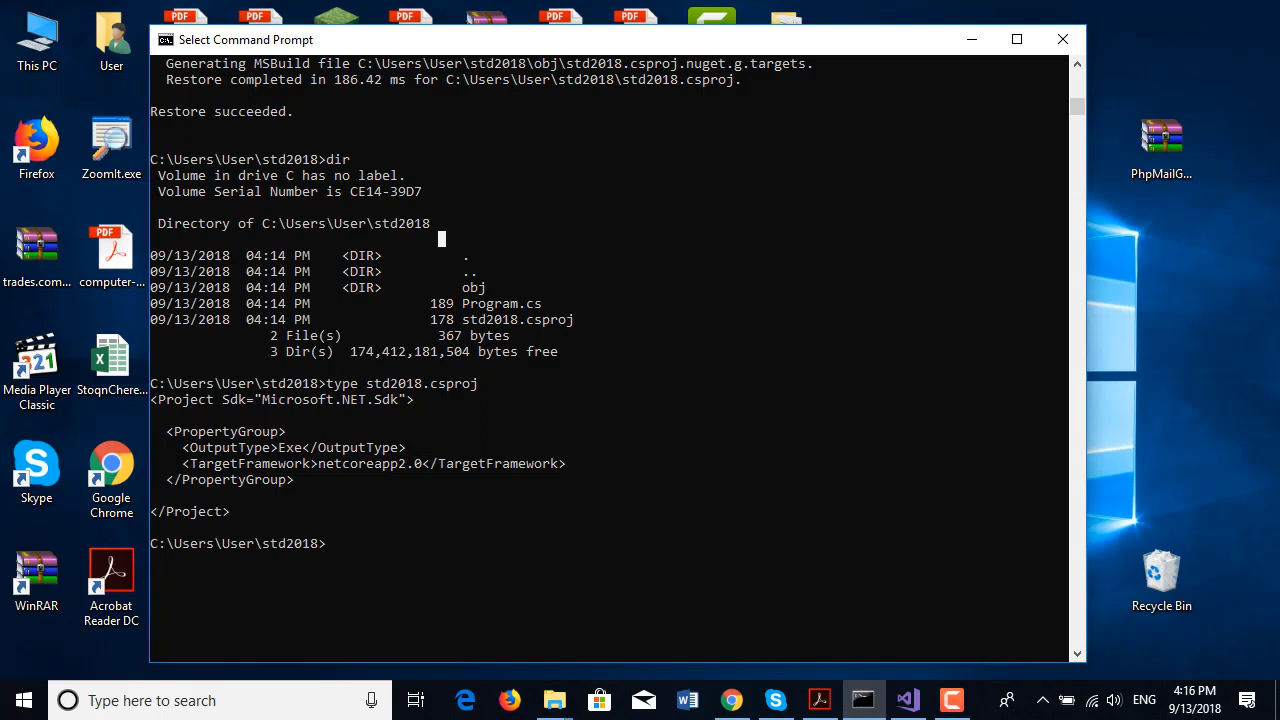 This PC
User
Firefox
ZoomIt.exe
trades.com...
PDF
computer-...
Media Player
Classic
321
StoqnChere...
Skype
Google
Chrome
WinRAR
Acrobat
Reader DC
PDF
PDF
PDF
PDF
PDF
Select Command Prompt
  Generating MSBuild file C:\Users\User\std2018\obj\std2018.csproj.nuget.g.targets.
  Restore completed in 186.42 ms for C:\Users\User\std2018\std2018.csproj.
Restore succeeded.
C:\Users\User\std2018>dir
 Volume in drive C has no label.
 Volume Serial Number is CE14-39D7
 Directory of C:\Users\User\std2018
09/13/2018  04:14 PM    <DIR>          .
09/13/2018  04:14 PM    <DIR>          ..
09/13/2018  04:14 PM    <DIR>          obj
09/13/2018  04:14 PM               189 Program.cs
09/13/2018  04:14 PM               178 std2018.csproj
               2 File(s)            367 bytes
               3 Dir(s)  174,412,181,504 bytes free
C:\Users\User\std2018>type std2018.csproj
<Project Sdk="Microsoft.NET.Sdk">
  <PropertyGroup>
    <OutputType>Exe</OutputType>
    <TargetFramework>netcoreapp2.0</TargetFramework>
  </PropertyGroup>
</Project>
C:\Users\User\std2018>
PhpMailG...
Recycle Bin
Type here to search
ENG
4:16 PM
9/13/2018